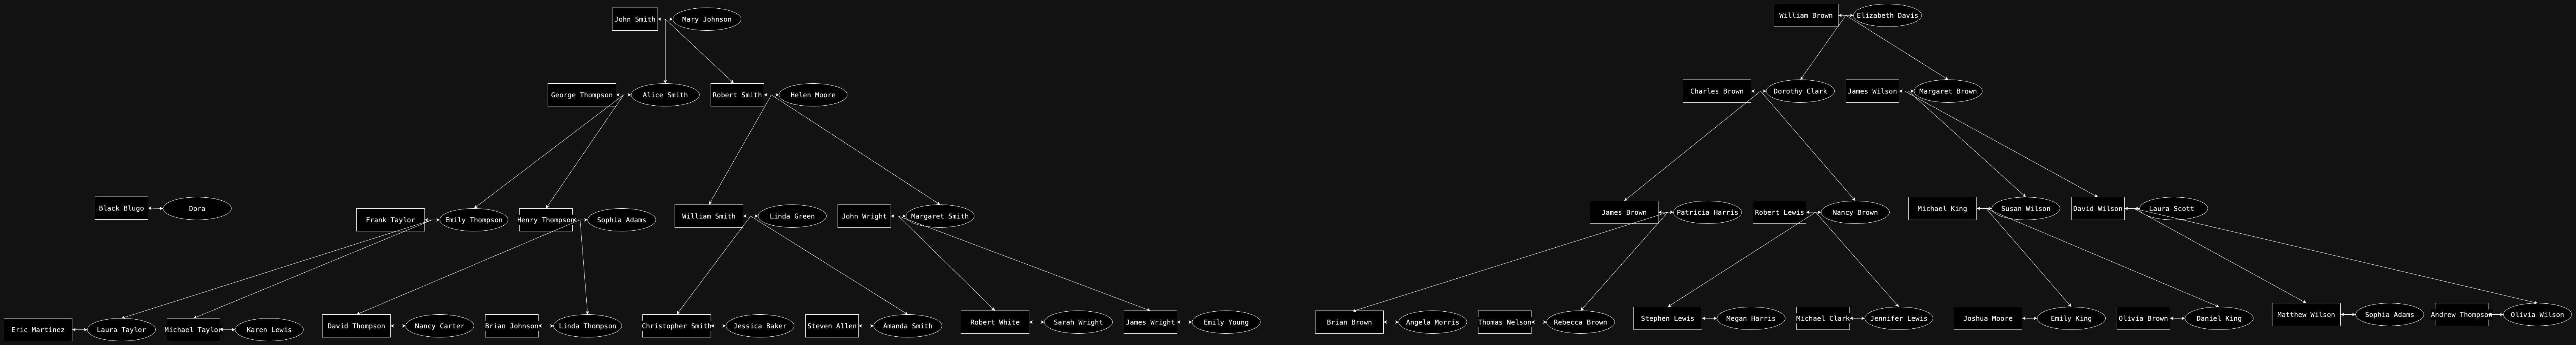 John Smith
Mary Johnson
William Brown
Elizabeth Davis
George Thompson
Alice Smith
Robert Smith
Helen Moore
Charles Brown
Dorothy Clark
James Wilson
Margaret Brown
Black Blugo
Dora
Frank Taylor
Emily Thompson
Henry Thompson
Sophia Adams
William Smith
Linda Green
John Wright
Margaret Smith
James Brown
Patricia Harris
Robert Lewis
Nancy Brown
Michael King
Susan Wilson
David Wilson
Laura Scott
Eric Martinez
Laura Taylor
Michael Taylor
Karen Lewis
David Thompson
Nancy Carter
Brian Johnson
Linda Thompson
Christopher Smith
Jessica Baker
Steven Allen
Amanda Smith
Robert White
Sarah Wright
James Wright
Emily Young
Brian Brown
Angela Morris
Thomas Nelson
Rebecca Brown
Stephen Lewis
Megan Harris
Michael Clark
Jennifer Lewis
Joshua Moore
Emily King
Olivia Brown
Daniel King
Matthew Wilson
Sophia Adams
Andrew Thompson
Olivia Wilson